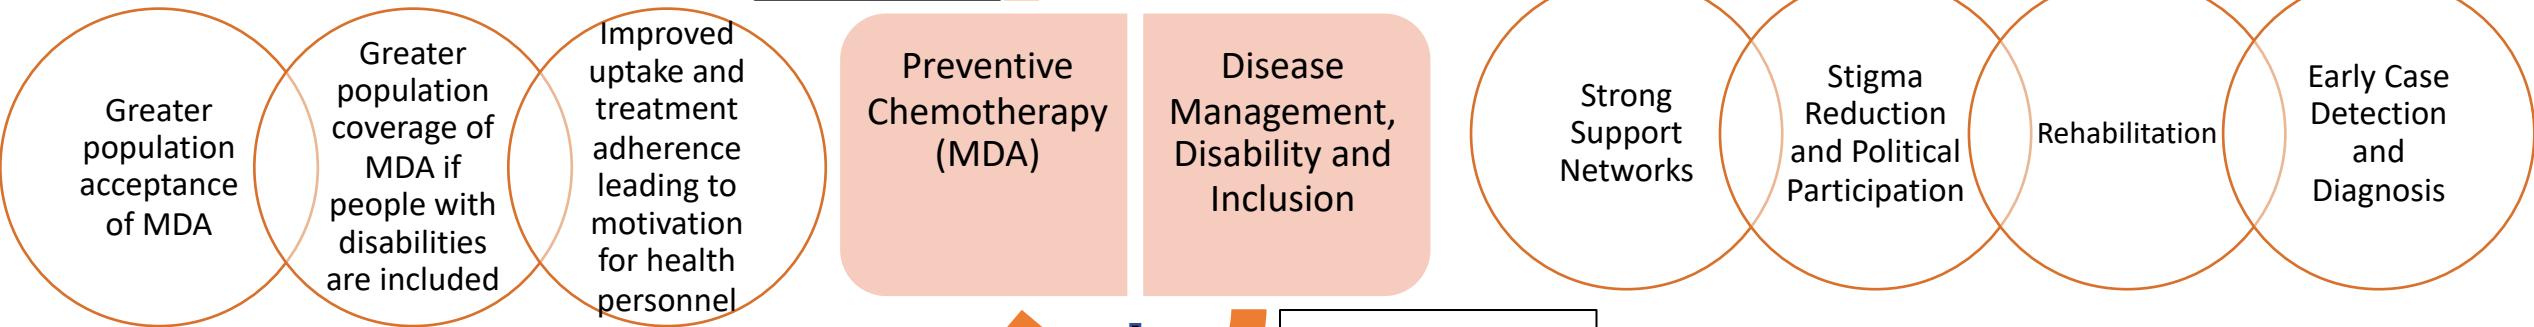 Greater
population
acceptance
of MDA
Greater
population
coverage of
MDA if
people with
disabilities
are included
Improved
uptake and
treatment
adherence
leading to
motivation
for health
personnel
Preventive
Chemotherapy
(MDA)
Disease
Management,
Disability and
Inclusion
Strong
Support
Networks
Stigma
Reduction
and Political
Participation
Rehabilitation
Early Case
Detection
and
Diagnosis